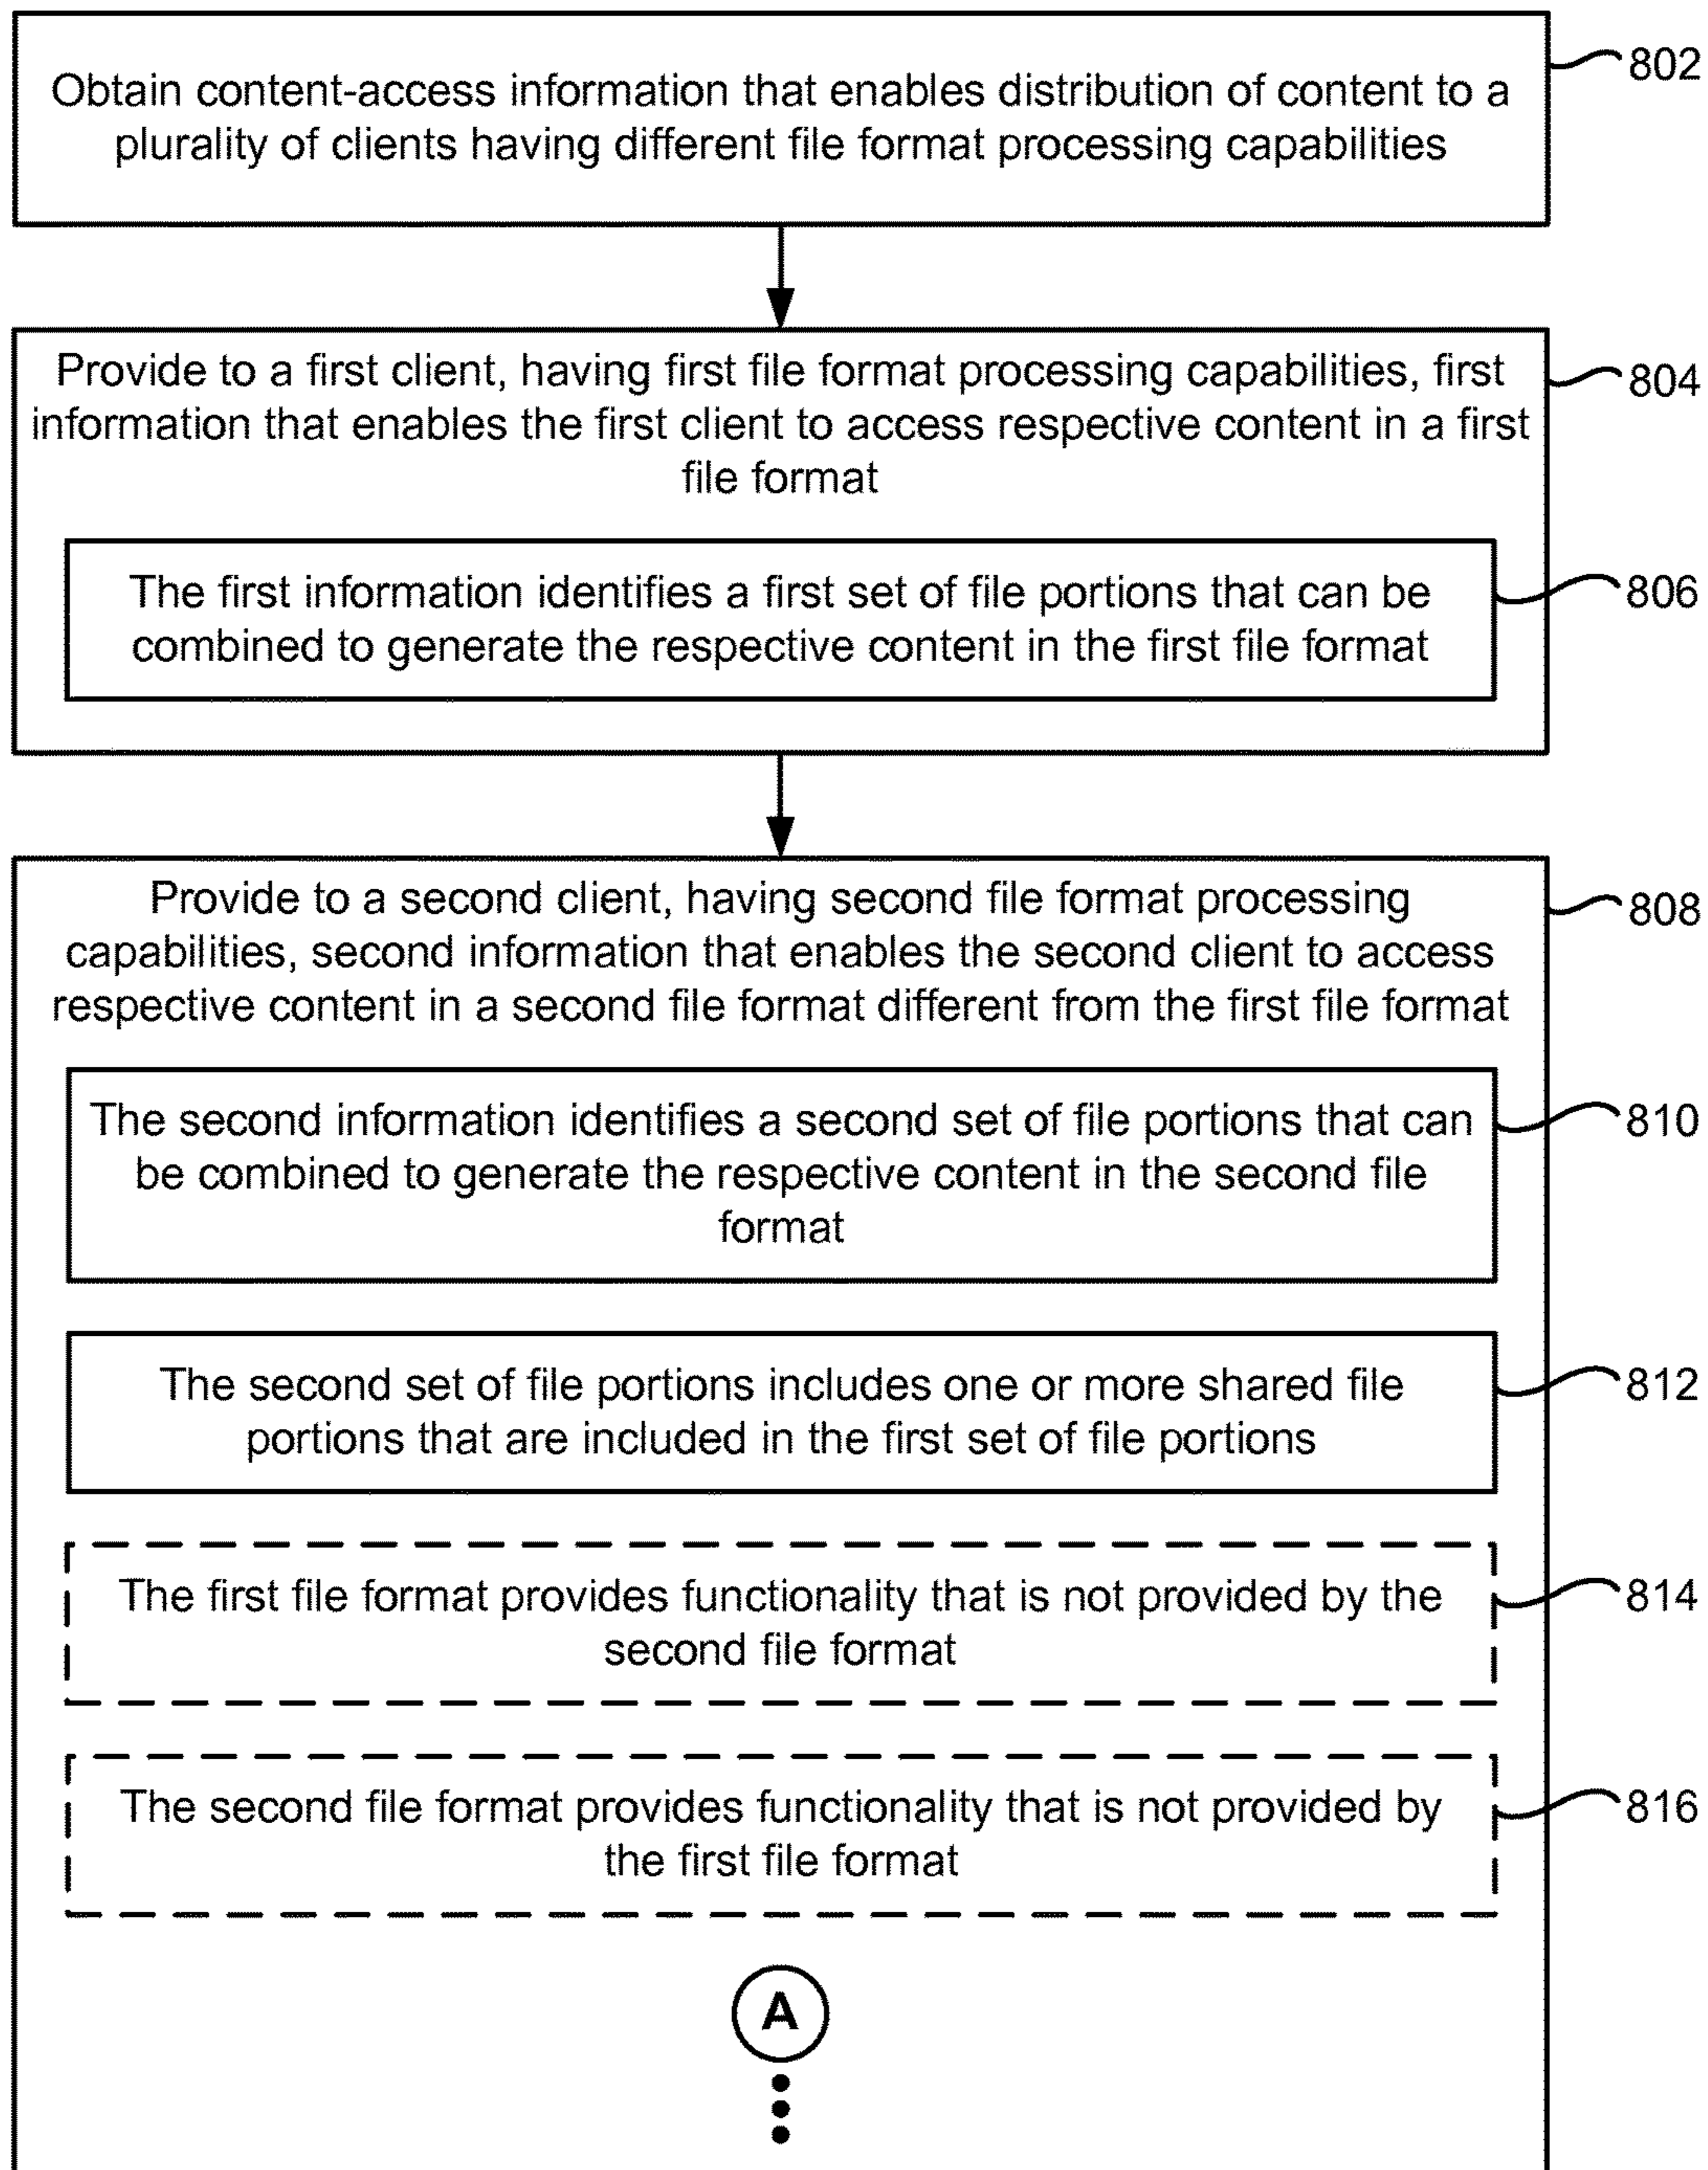 Obtain content-access information that enables distribution of content to a
plurality of clients having different file format processing capabilities
802
Provide to a first client, having first file format processing capabilities, first
information that enables the first client to access respective content in a first
file format
804
The first information identifies a first set of file portions that can be
combined to generate the respective content in the first file format
806
Provide to a second client, having second file format processing
capabilities, second information that enables the second client to access
respective content in a second file format different from the first file format
808
The second information identifies a second set of file portions that can
be combined to generate the respective content in the second file
format
810
The second set of file portions includes one or more shared file
portions that are included in the first set of file portions
812
The first file format provides functionality that is not provided by the
second file format
814
The second file format provides functionality that is not provided by
the first file format
816
A